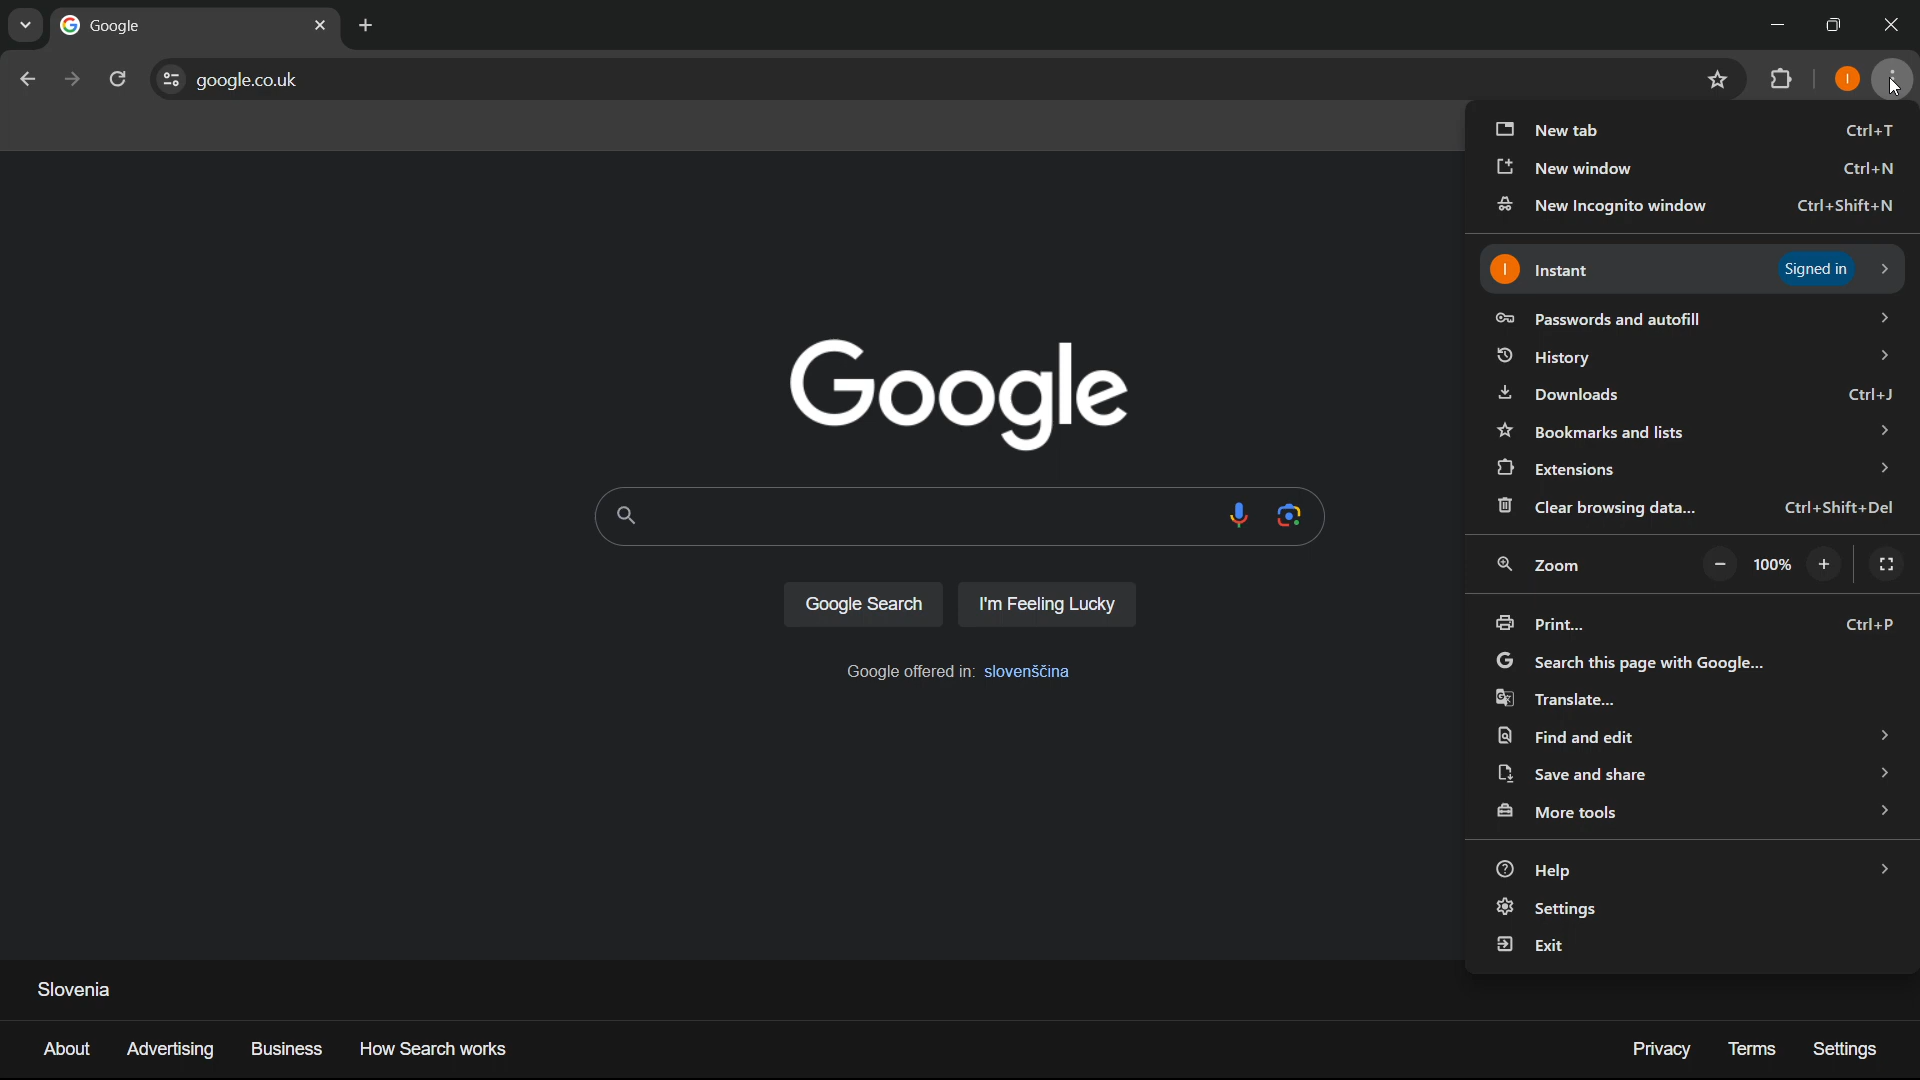 Google
google.co.uk
I
New tab Ctrl+T
New window Ctrl+N
New Incognito window Ctrl+Shift+N
I Instant Signed in
Passwords and autofill
History
Downloads Ctrl+J
Bookmarks and lists
Extensions
Clear browsing data... Ctrl+Shift+Del
Zoom - 100% +
Print... Ctrl+P
Search this page with Google...
Translate...
Find and edit
Save and share
More tools
Help
Settings
Exit
Google
Google Search I'm Feeling Lucky
Google offered in: slovenščina
Slovenia
About Advertising Business How Search works
Privacy Terms Settings